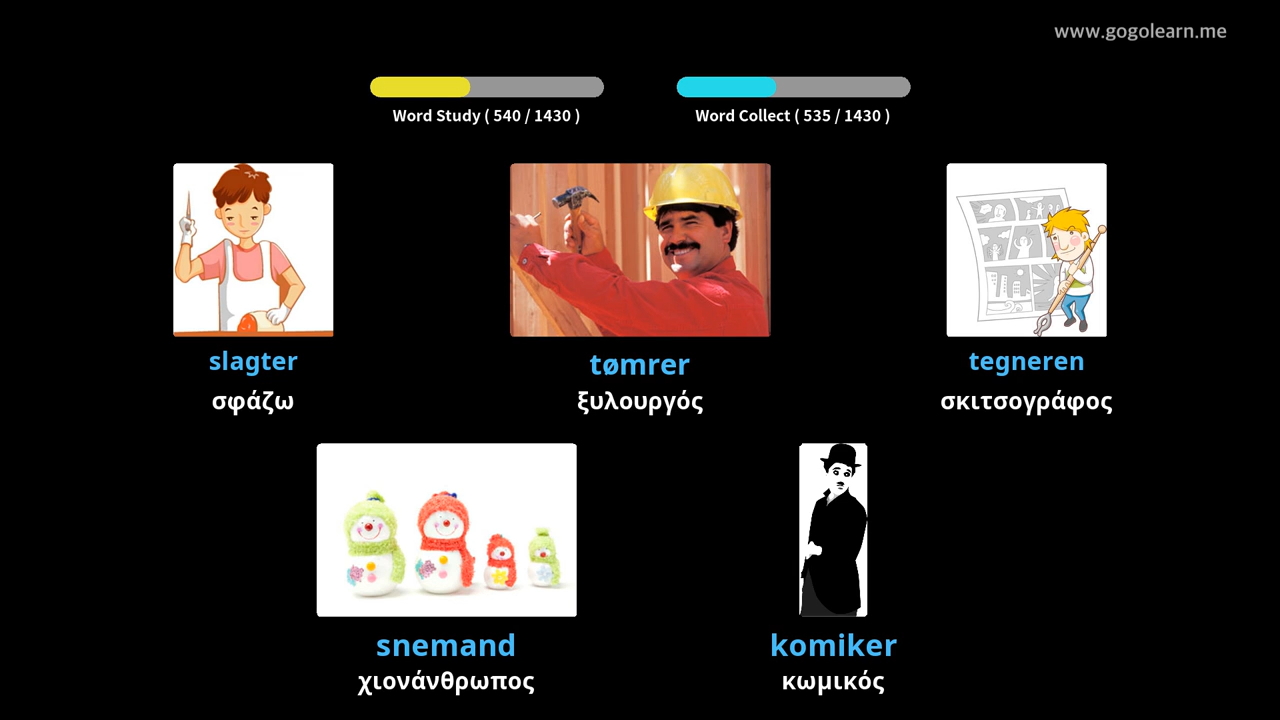 www.gogolearn.me
Word Study ( 540 / 1430 )
Word Collect ( 535 / 1430 )
slagter
σφάζω
tømrer
ξυλουργός
tegneren
σκιτσογράφος
snemand
χιονάνθρωπος
komiker
κωμικός